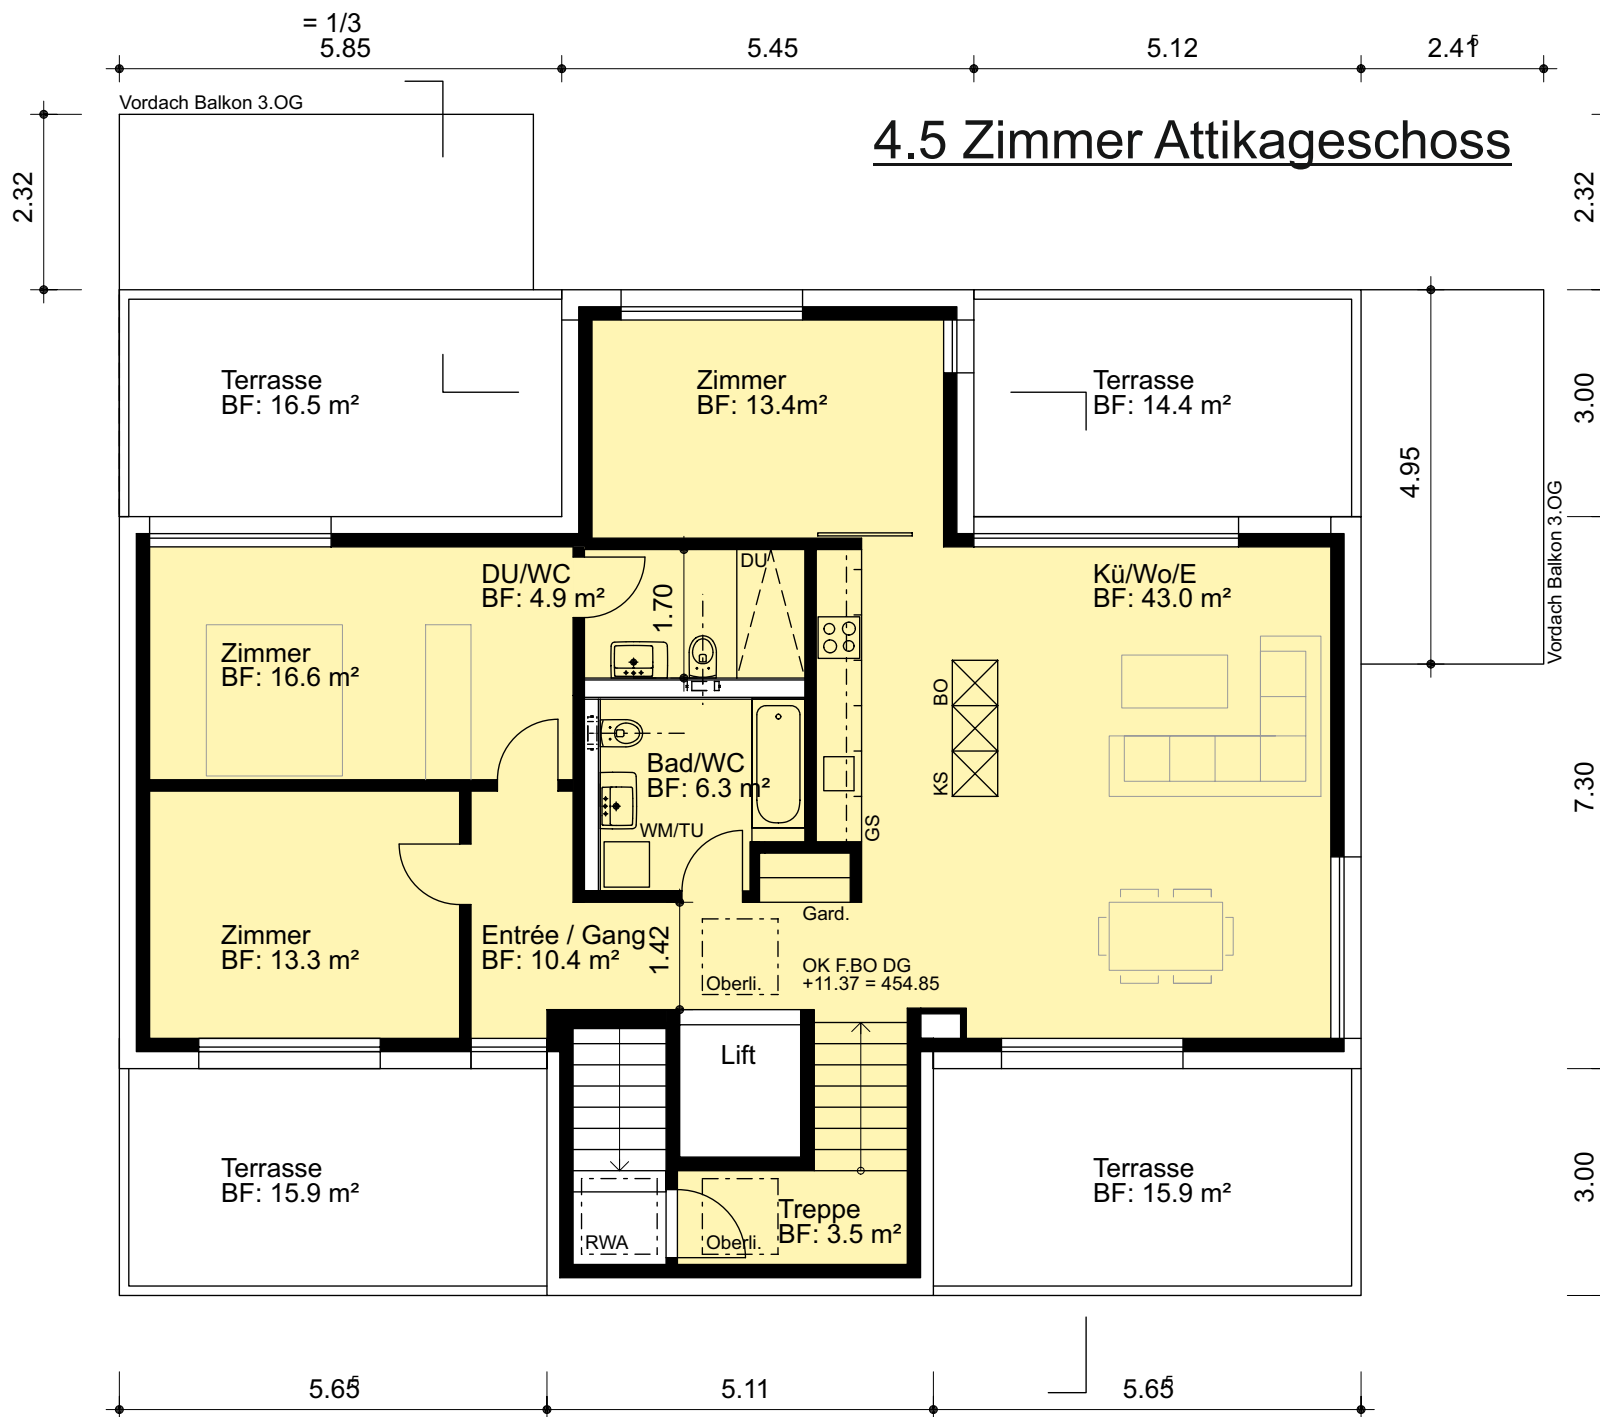 = 1/3
5.85
5.45
5.12
2.41⁵
Vordach Balkon 3.OG
4.5 Zimmer Attikageschoss
2.32
2.32
Terrasse
BF: 16.5 m²
Zimmer
BF: 13.4m²
Terrasse
BF: 14.4 m²
3.00
4.95
Vordach Balkon 3.OG
DU/WC
BF: 4.9 m²
1.70
DU
Kü/Wo/E
BF: 43.0 m²
Zimmer
BF: 16.6 m²
BO
KS
GS
Bad/WC
BF: 6.3 m²
WM/TU
7.30
Gard.
Zimmer
BF: 13.3 m²
Entrée / Gang
BF: 10.4 m²
1.42
Oberli.
OK F.BO DG
+11.37 = 454.85
Lift
Terrasse
BF: 15.9 m²
Terrasse
BF: 15.9 m²
3.00
Treppe
BF: 3.5 m²
RWA
Oberli.
5.65⁵
5.11
5.65⁵